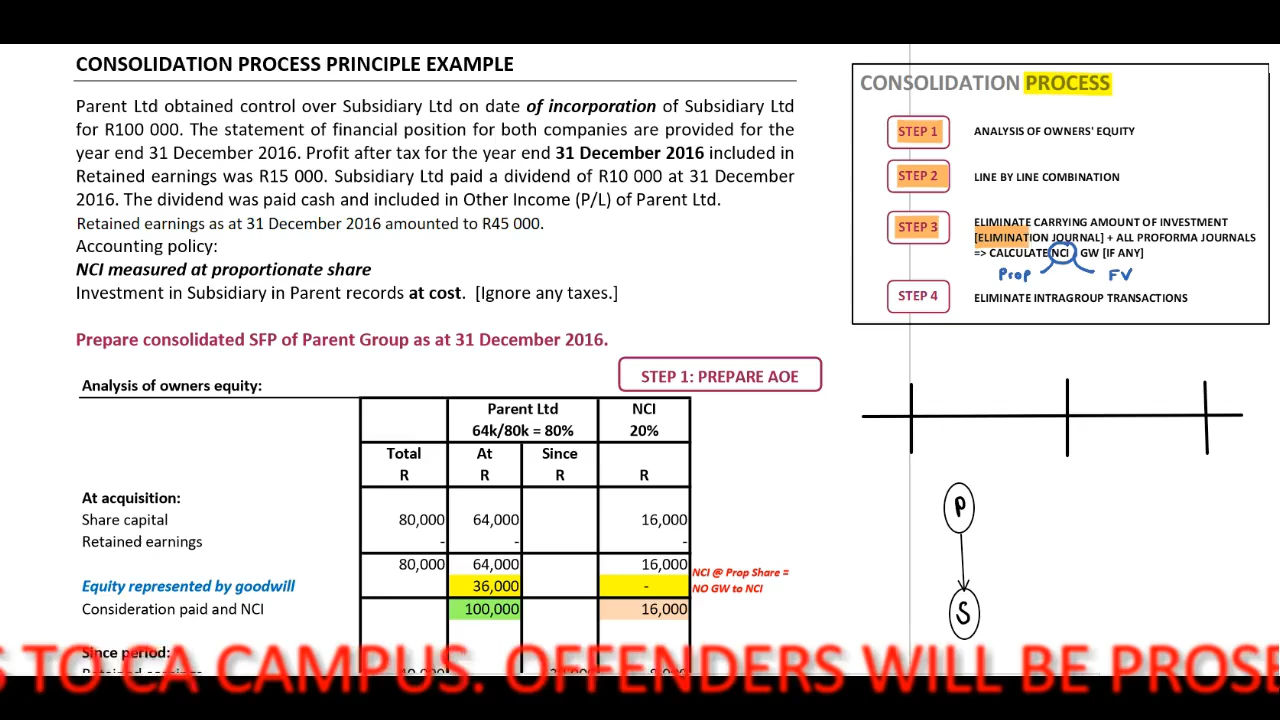 CONSOLIDATION PROCESS PRINCIPLE EXAMPLE
Parent Ltd obtained control over Subsidiary Ltd on date of incorporation of Subsidiary Ltd
for R100 000. The statement of financial position for both companies are provided for the
year end 31 December 2016. Profit after tax for the year end 31 December 2016 included in
Retained earnings was R15 000. Subsidiary Ltd paid a dividend of R10 000 at 31 December
2016. The dividend was paid cash and included in Other Income (P/L) of Parent Ltd.
Retained earnings as at 31 December 2016 amounted to R45 000.
Accounting policy:
NCI measured at proportionate share
Investment in Subsidiary in Parent records at cost. [Ignore any taxes.]
Prepare consolidated SFP of Parent Group as at 31 December 2016.
STEP 1: PREPARE AOE
Analysis of owners equity:
Parent Ltd NCI
64k/80k = 80% 20%
Total At Since
R R R R
At acquisition:
Share capital 80,000 64,000 16,000
Retained earnings - - -
80,000 64,000 16,000
Equity represented by goodwill 36,000 -
NCI @ Prop Share =
NO GW to NCI
Consideration paid and NCI 100,000 16,000
Since period:
Retained earnings
CONSOLIDATION PROCESS
STEP 1 ANALYSIS OF OWNERS' EQUITY
STEP 2 LINE BY LINE COMBINATION
STEP 3 ELIMINATE CARRYING AMOUNT OF INVESTMENT
[ELIMINATION JOURNAL] + ALL PROFORMA JOURNALS
=> CALCULATE NCI GW [IF ANY]
Prop FV
STEP 4 ELIMINATE INTRAGROUP TRANSACTIONS
P
S
S TO CA CAMPUS. OFFENDERS WILL BE PROSE